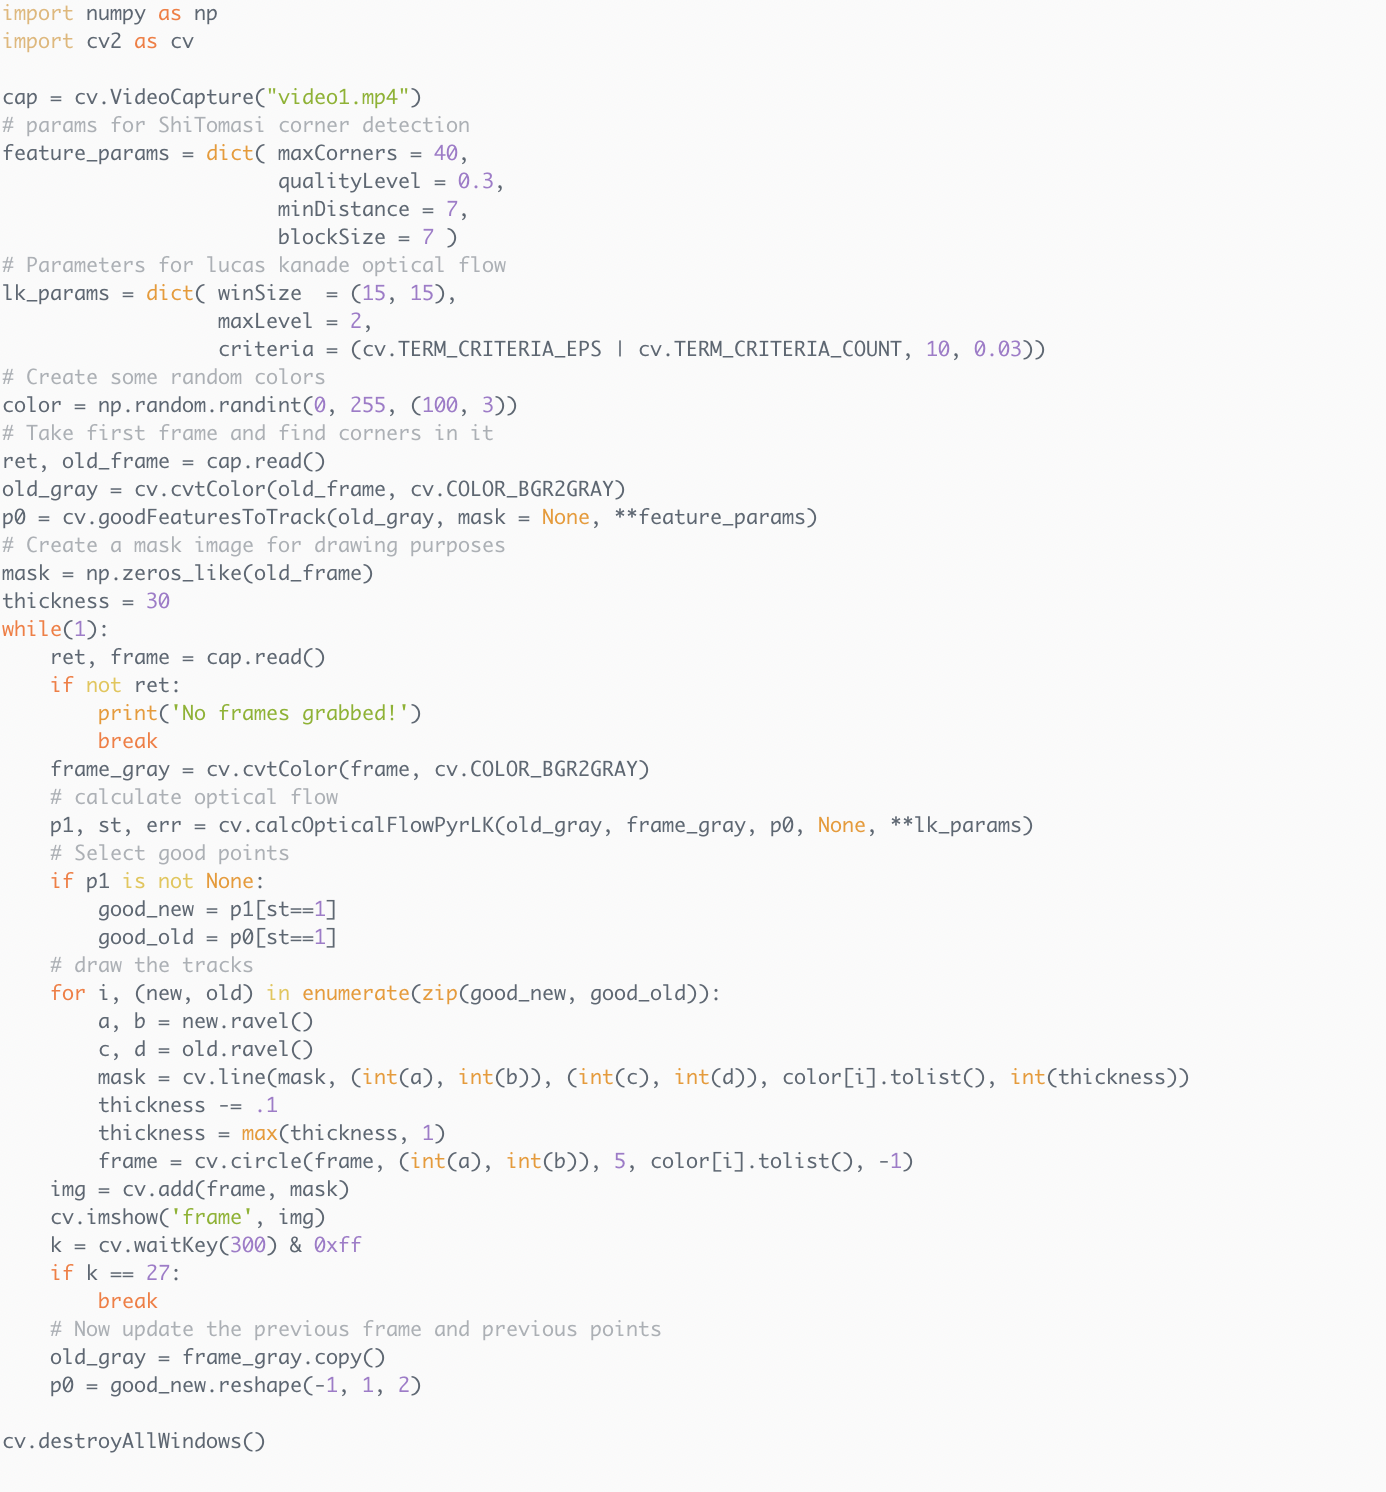 import numpy as np
import cv2 as cv

cap = cv.VideoCapture("video1.mp4")
# params for ShiTomasi corner detection
feature_params = dict( maxCorners = 40,
                       qualityLevel = 0.3,
                       minDistance = 7,
                       blockSize = 7 )
# Parameters for lucas kanade optical flow
lk_params = dict( winSize  = (15, 15),
                  maxLevel = 2,
                  criteria = (cv.TERM_CRITERIA_EPS | cv.TERM_CRITERIA_COUNT, 10, 0.03))
# Create some random colors
color = np.random.randint(0, 255, (100, 3))
# Take first frame and find corners in it
ret, old_frame = cap.read()
old_gray = cv.cvtColor(old_frame, cv.COLOR_BGR2GRAY)
p0 = cv.goodFeaturesToTrack(old_gray, mask = None, **feature_params)
# Create a mask image for drawing purposes
mask = np.zeros_like(old_frame)
thickness = 30
while(1):
    ret, frame = cap.read()
    if not ret:
        print('No frames grabbed!')
        break
    frame_gray = cv.cvtColor(frame, cv.COLOR_BGR2GRAY)
    # calculate optical flow
    p1, st, err = cv.calcOpticalFlowPyrLK(old_gray, frame_gray, p0, None, **lk_params)
    # Select good points
    if p1 is not None:
        good_new = p1[st==1]
        good_old = p0[st==1]
    # draw the tracks
    for i, (new, old) in enumerate(zip(good_new, good_old)):
        a, b = new.ravel()
        c, d = old.ravel()
        mask = cv.line(mask, (int(a), int(b)), (int(c), int(d)), color[i].tolist(), int(thickness))
        thickness -= .1
        thickness = max(thickness, 1)
        frame = cv.circle(frame, (int(a), int(b)), 5, color[i].tolist(), -1)
    img = cv.add(frame, mask)
    cv.imshow('frame', img)
    k = cv.waitKey(300) & 0xff
    if k == 27:
        break
    # Now update the previous frame and previous points
    old_gray = frame_gray.copy()
    p0 = good_new.reshape(-1, 1, 2)

cv.destroyAllWindows()